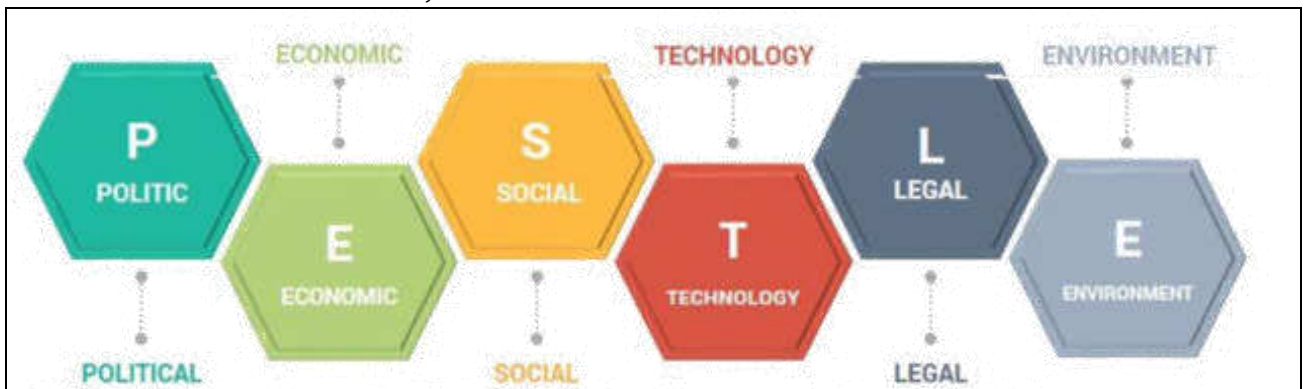 ECONOMIC
TECHNOLOGY
ENVIRONMENT
P
POLITIC
S
SOCIAL
L
LEGAL
E
ECONOMIC
T
TECHNOLOGY
E
ENVIRONMENT
POLITICAL
SOCIAL
LEGAL